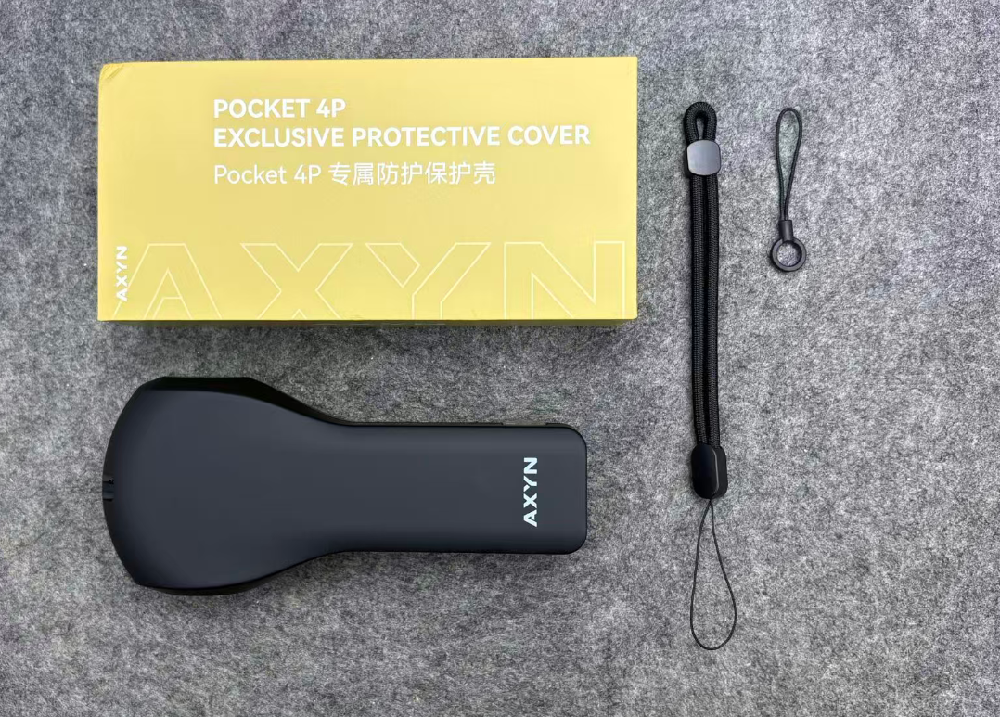 POCKET 4P
EXCLUSIVE PROTECTIVE COVER
Pocket 4P 专属防护保护壳
AXYN
AXYN
AXYN